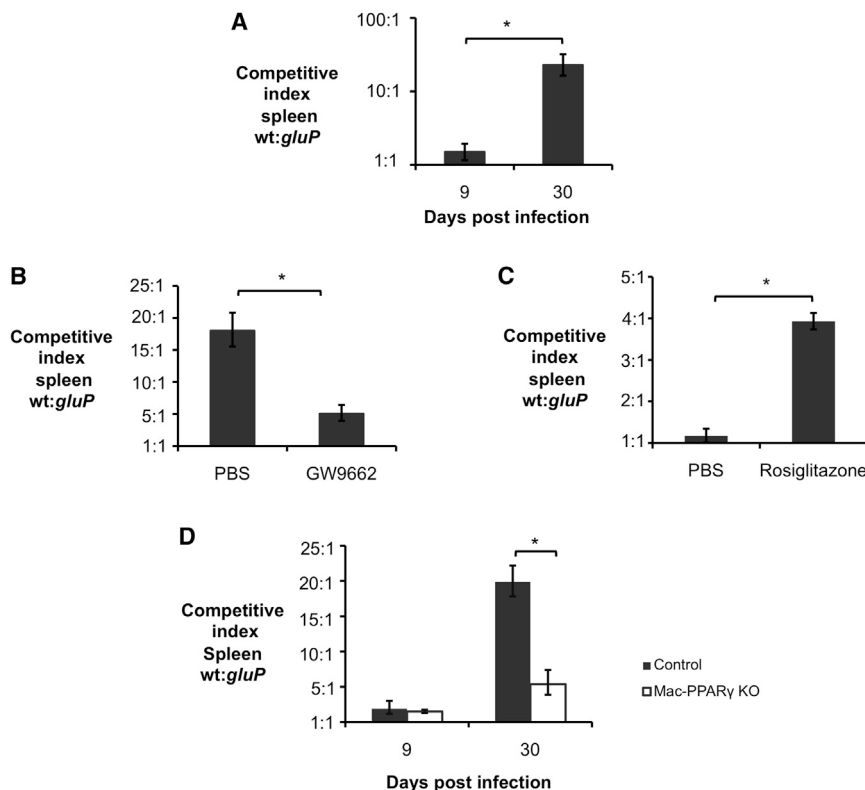 A
Competitive
index
spleen
wt:gluP
100:1
10:1
1:1
*
9
30
Days post infection
B
Competitive
index
spleen
wt:gluP
25:1
20:1
15:1
10:1
5:1
1:1
*
PBS
GW9662
C
Competitive
index
spleen
wt:gluP
5:1
4:1
3:1
2:1
1:1
*
PBS
Rosiglitazone
D
Competitive
index
Spleen
wt:gluP
25:1
20:1
15:1
10:1
5:1
1:1
*
9
30
Days post infection
Control
Mac-PPARγ KO